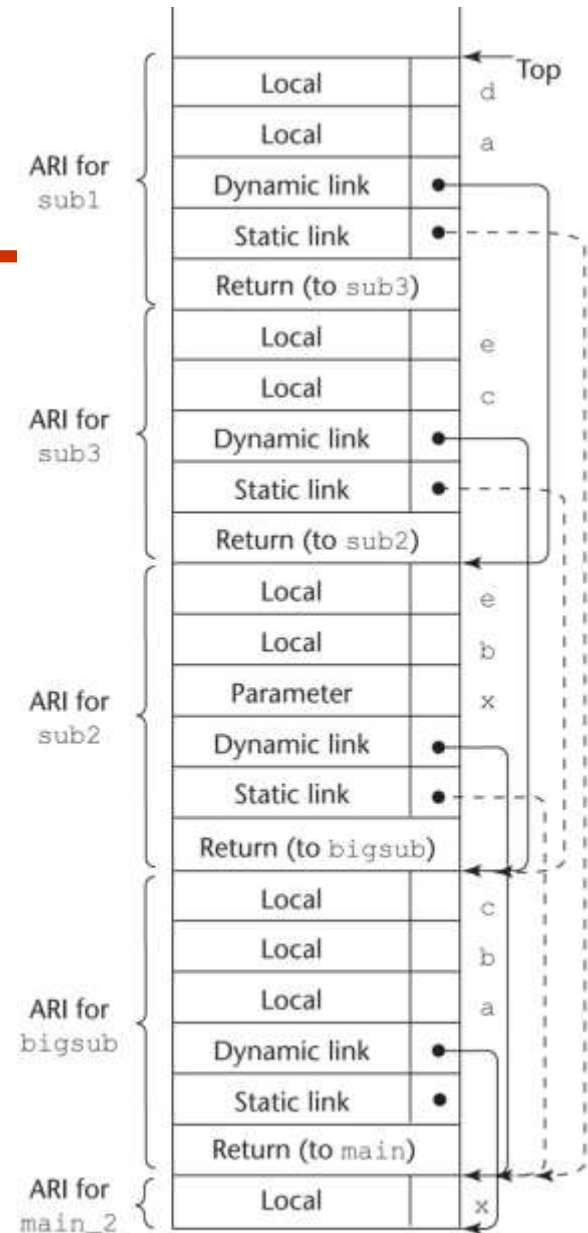 Top
Local
d
Local
a
ARI for
sub1
Dynamic link
Static link
Return (to sub3)
Local
e
Local
c
ARI for
sub3
Dynamic link
Static link
Return (to sub2)
Local
e
Local
b
Parameter
x
ARI for
sub2
Dynamic link
Static link
Return (to bigsub)
Local
c
Local
b
Local
a
ARI for
bigsub
Dynamic link
Static link
Return (to main)
ARI for
main_2
Local
x